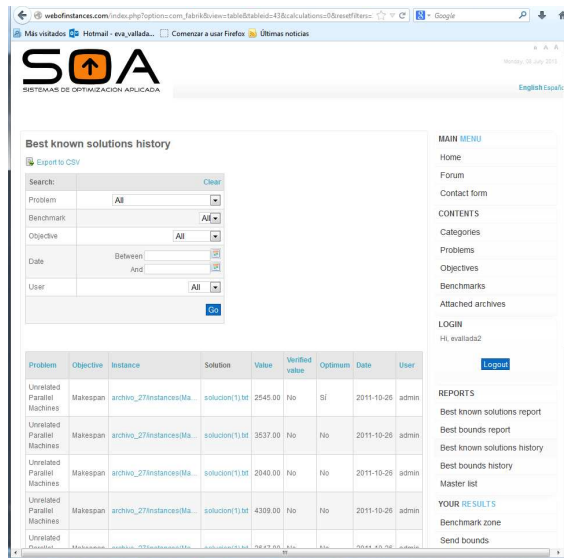 webofinstances.com/index.php?option=com_fabrik&view=table&tableid=43&calculations=0&resetfilters=
Google
Más visitados
Hotmail - eva_vallada...
Comenzar a usar Firefox
Últimas noticias
A A A
SOA
SISTEMAS DE OPTIMIZACIÓN APLICADA
English Españo
Best known solutions history
Export to CSV
Search: Clear
Problem All
Benchmark All
Objective All
Date Between
And
User All
Go
Problem Objective Instance Solution Value Verified value Optimum Date User
Unrelated Parallel Machines Makespan archivo_27/instances(Ma... solucion(1).txt 2545.00 No Sí 2011-10-26 admin
Unrelated Parallel Machines Makespan archivo_27/instances(Ma... solucion(1).txt 3537.00 No No 2011-10-26 admin
Unrelated Parallel Machines Makespan archivo_27/instances(Ma... solucion(1).txt 2040.00 No No 2011-10-26 admin
Unrelated Parallel Machines Makespan archivo_27/instances(Ma... solucion(1).txt 4309.00 No No 2011-10-26 admin
Unrelated
MAIN MENU
Home
Forum
Contact form
CONTENTS
Categories
Problems
Objectives
Benchmarks
Attached archives
LOGIN
Hi, evallada2
Logout
REPORTS
Best known solutions report
Best bounds report
Best known solutions history
Best bounds history
Master list
YOUR RESULTS
Benchmark zone
Send bounds